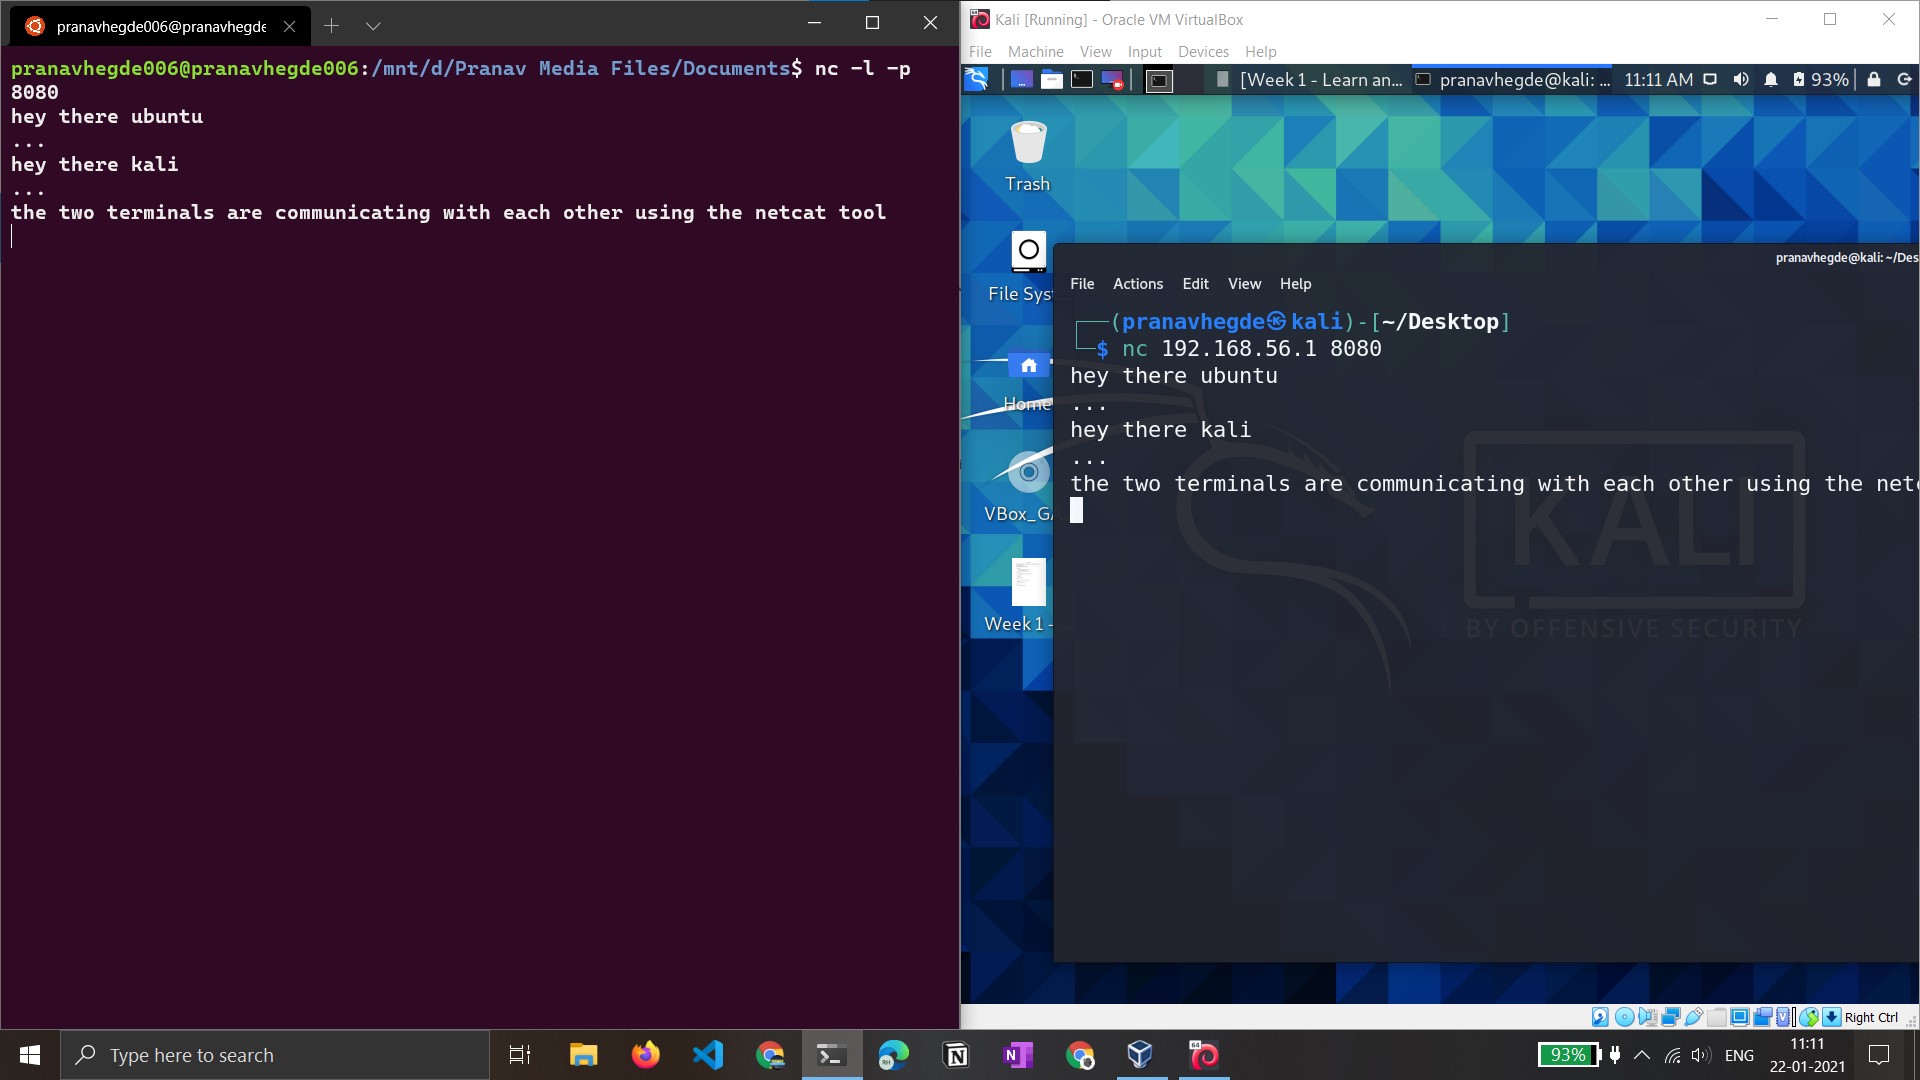 pranavhegde006@pranavhegde
pranavhegde006@pranavhegde006:/mnt/d/Pranav Media Files/Documents$ nc -l -p
8080
hey there ubuntu
...
hey there kali
...
the two terminals are communicating with each other using the netcat tool
Kali [Running] - Oracle VM VirtualBox
File Machine View Input Devices Help
[Week 1 - Learn an...
pranavhegde@kali: ...
11:11 AM
93%
Trash
File Sys
Home
VBox_GA
Week 1 -
pranavhegde@kali: ~/Des
File Actions Edit View Help
(pranavhegde㉿kali)-[~/Desktop]
$ nc 192.168.56.1 8080
hey there ubuntu
...
hey there kali
...
the two terminals are communicating with each other using the netc
KALI
BY OFFENSIVE SECURITY
Right Ctrl
Type here to search
93%
ENG
11:11
22-01-2021